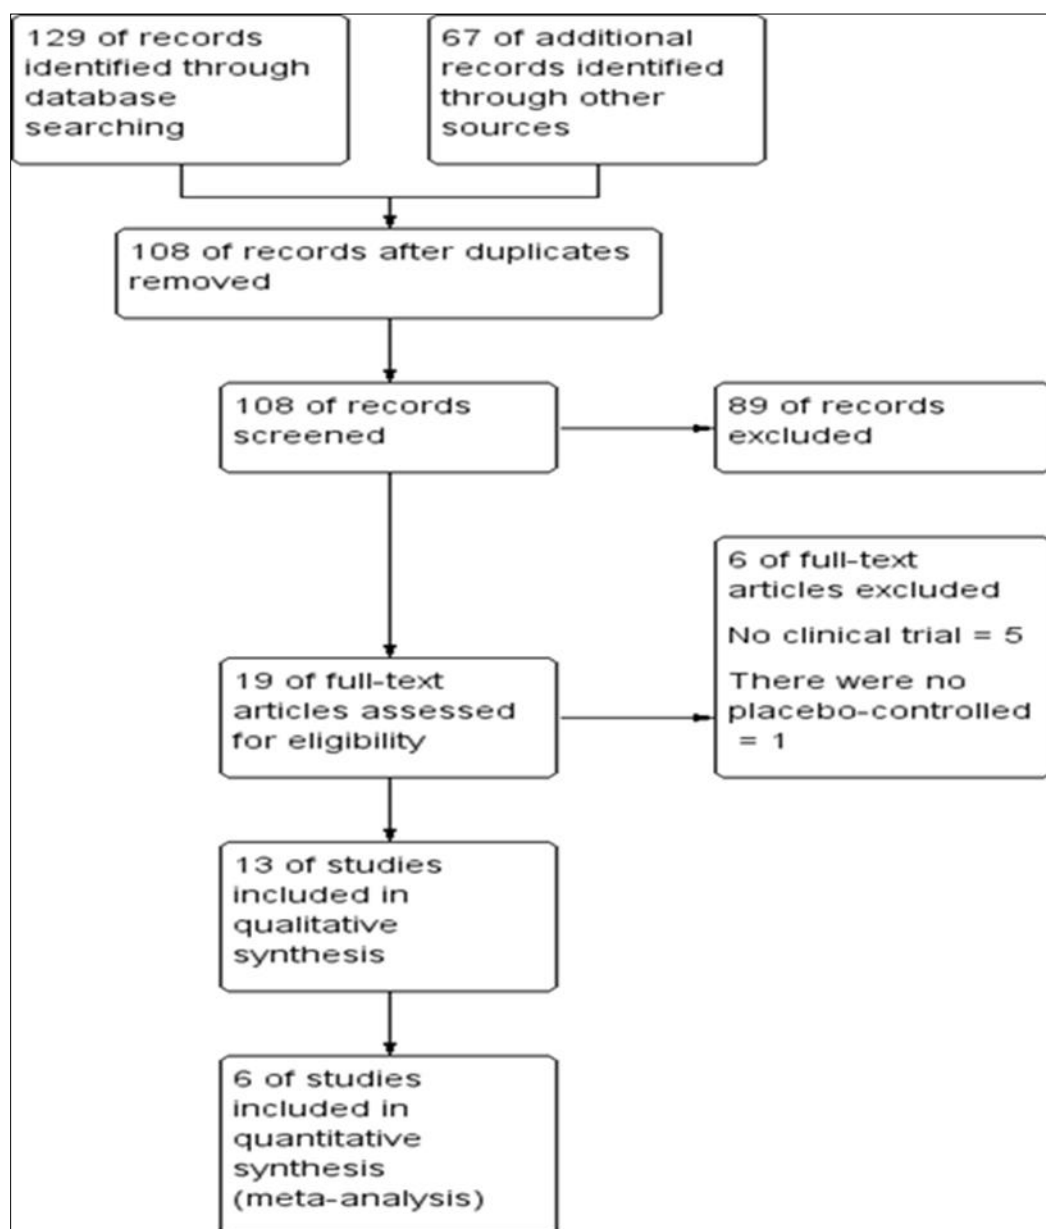 129 of records
identified through
database
searching
67 of additional
records identified
through other
sources
108 of records after duplicates
removed
108 of records
screened
89 of records
excluded
19 of full-text
articles assessed
for eligibility
6 of full-text
articles excluded
No clinical trial = 5
There were no
placebo-controlled
= 1
13 of studies
included in
qualitative
synthesis
6 of studies
included in
quantitative
synthesis
(meta-analysis)